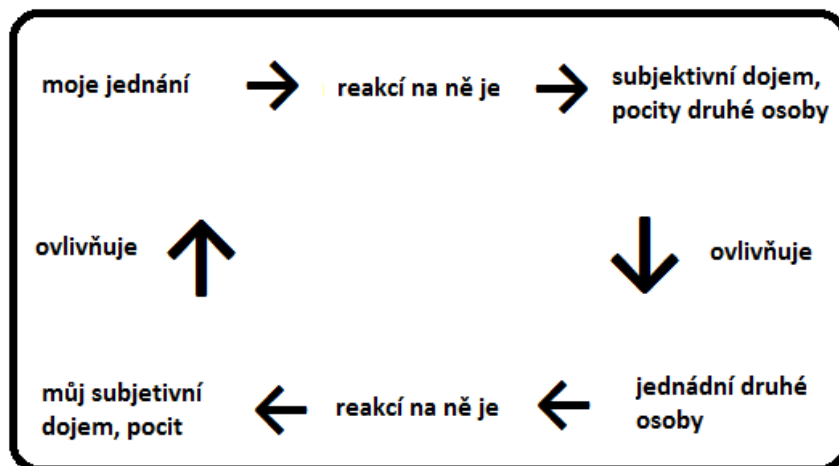 moje jednání
reakcí na ně je
subjektivní dojem,
pocity druhé osoby
ovlivňuje
ovlivňuje
můj subjetivní
dojem, pocit
reakcí na ně je
jednádní druhé
osoby